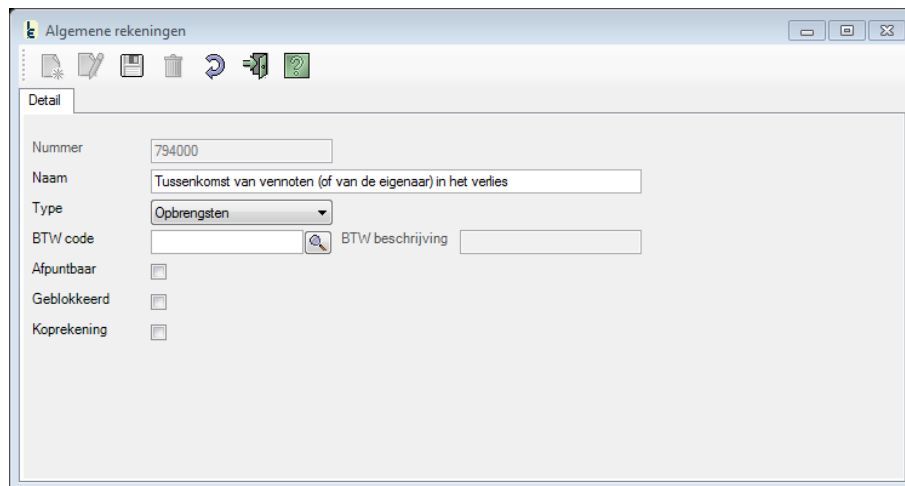 Algemene rekeningen
Detail
Nummer 794000
Naam Tussenkomst van vennoten (of van de eigenaar) in het verlies
Type Opbrengsten
BTW code BTW beschrijving
Afpuntbaar
Geblokkeerd
Koprekening